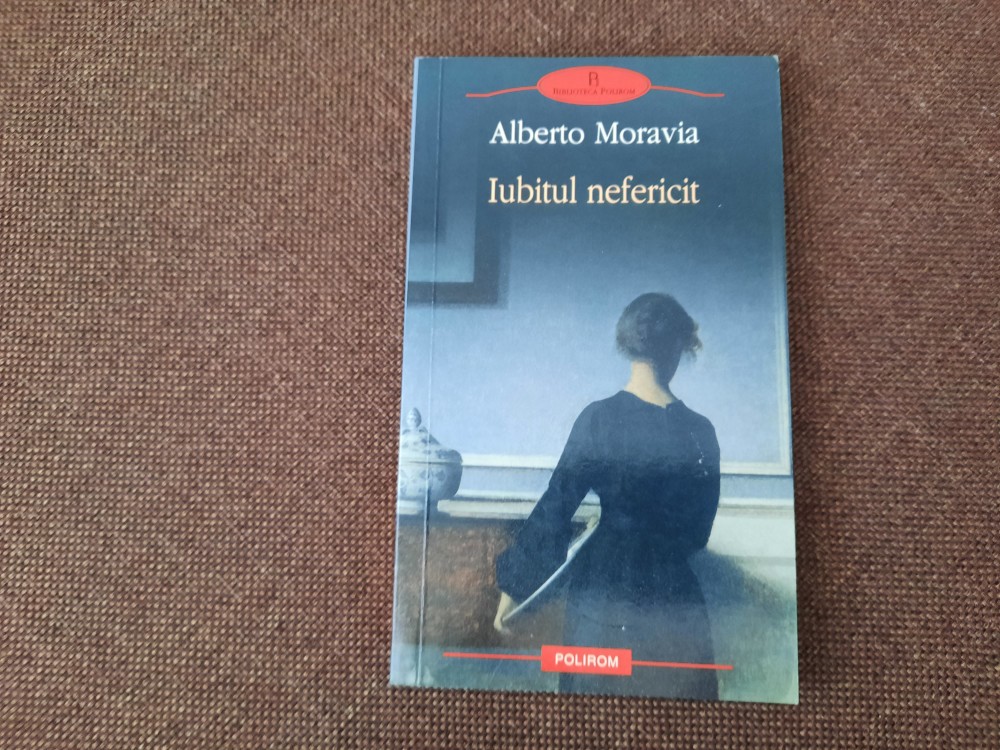 BIBLIOTECA POLIROM
Alberto Moravia
Iubitul nefericit
POLIROM